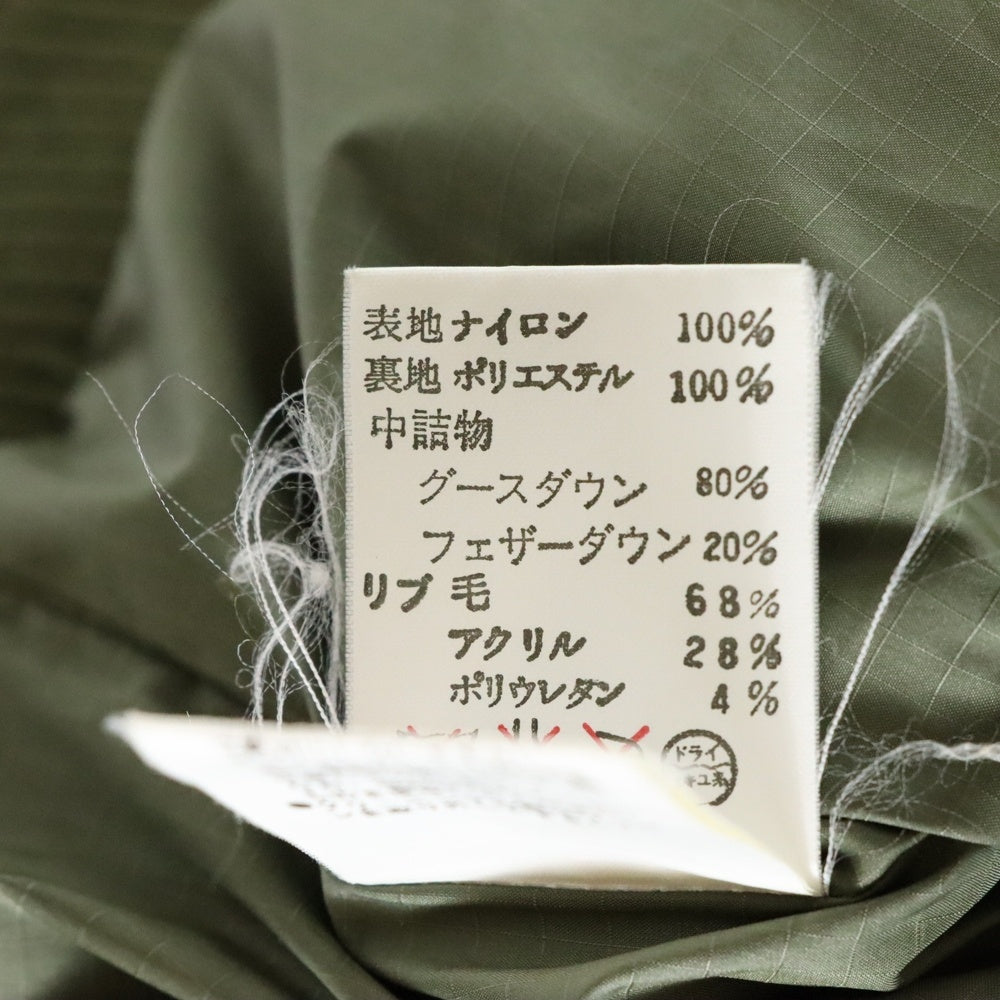 表地 ナイロン 100%
裏地 ポリエステル 100%
中詰物
グースダウン 80%
フェザーダウン 20%
リブ 毛 68%
アクリル 28%
ポリウレタン 4%
ドライ